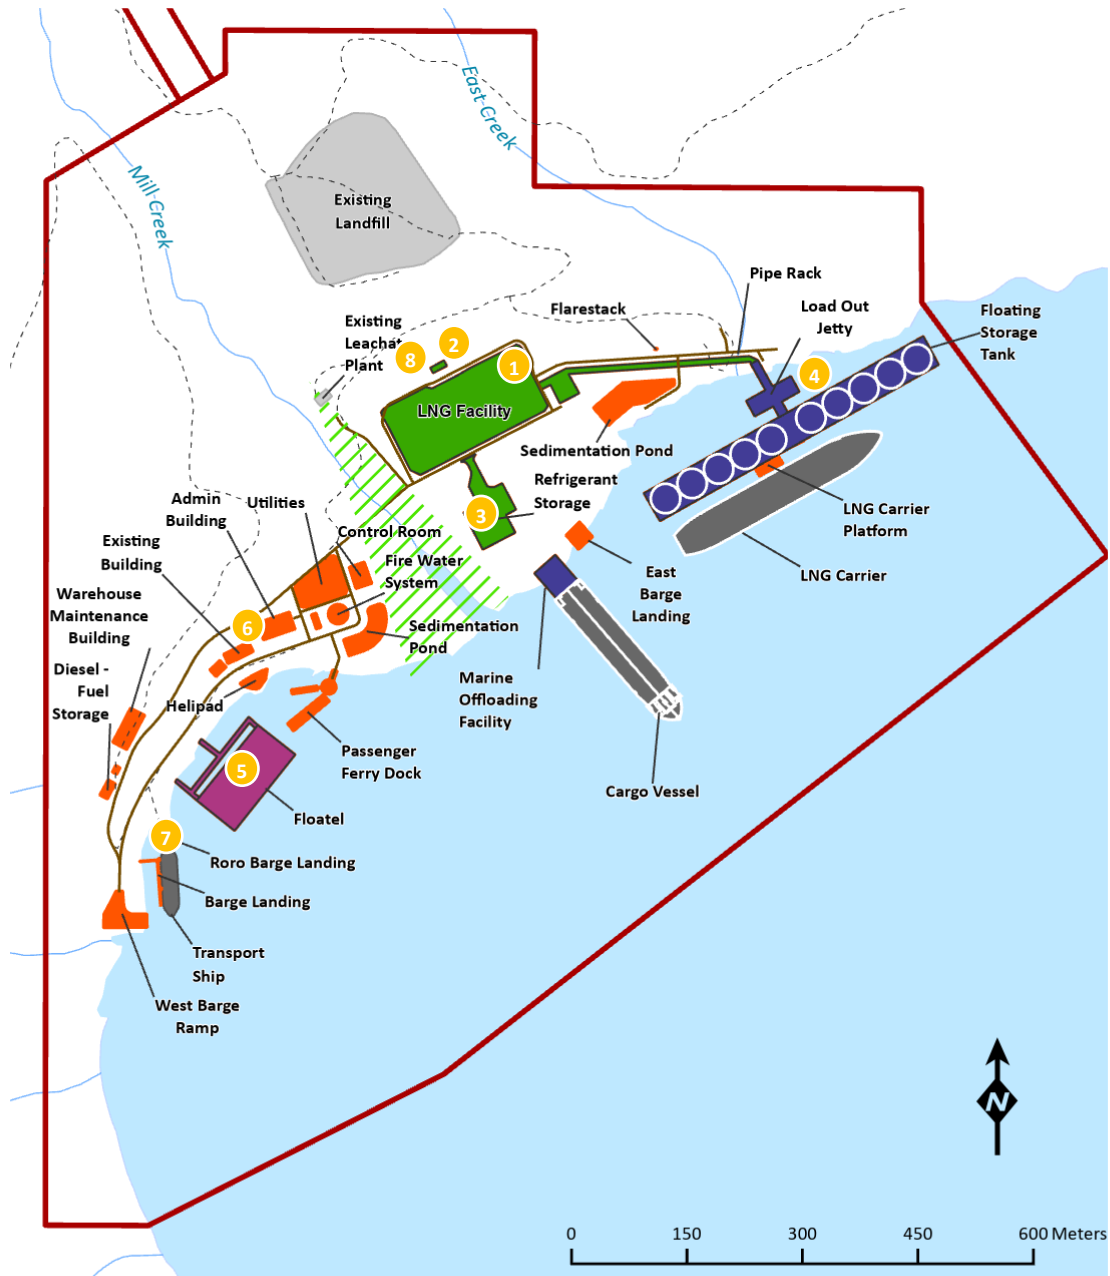 East Creek
Mill Creek
Existing
Landfill
Pipe Rack
Load Out
Jetty
Floating
Storage
Tank
Flarestack
Existing
Leachat
Plant
8
2
1
4
LNG Facility
Sedimentation Pond
Refrigerant
Storage
3
LNG Carrier
Platform
LNG Carrier
Admin
Building
Utilities
Control Room
Existing
Building
Fire Water
System
East
Barge
Landing
Warehouse
Maintenance
Building
6
Sedimentation
Pond
Diesel -
Fuel
Storage
Helipad
Marine
Offloading
Facility
Passenger
Ferry Dock
5
Cargo Vessel
Floatel
7
Roro Barge Landing
Barge Landing
Transport
Ship
West Barge
Ramp
N
0 150 300 450 600 Meters